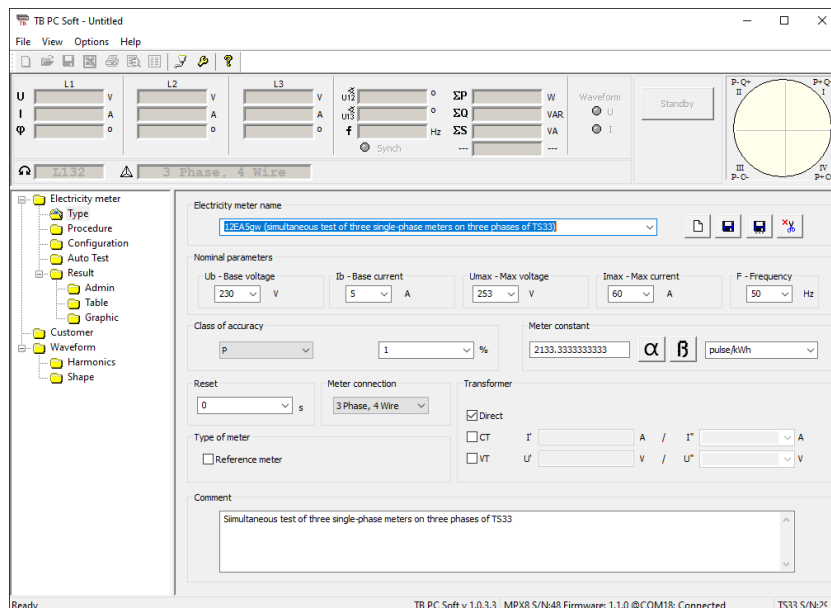 TB PC Soft - Untitled
File View Options Help
L1 L2 L3
P- Q+ P+ Q+
II I
U V V V U12 o ΣP W Waveform Standby
I A A A U13 o ΣQ VAR U
φ o o o f Hz ΣS VA I
Synch --- ---
III IV
P- Q- P+ Q-
L132 3 Phase, 4 Wire
Electricity meter
Type
Procedure
Configuration
Auto Test
Result
Admin
Table
Graphic
Customer
Waveform
Harmonics
Shape
Electricity meter name
12EA5gw (simultaneous test of three single-phase meters on three phases of TS33)
Nominal parameters
Ub - Base voltage Ib - Base current Umax - Max voltage Imax - Max current F - Frequency
230 V 5 A 253 V 60 A 50 Hz
Class of accuracy Meter constant
P 1 % 2133.3333333333 α β pulse/kWh
Reset Meter connection Transformer
0 s 3 Phase, 4 Wire
Direct
CT I' A / I" A
VT U' V / U" V
Type of meter
Reference meter
Comment
Siimultaneous test of three single-phase meters on three phases of TS33
Ready TB PC Soft v 1.0.3.3 MPX8 S/N:48 Firmware: 1.1.0 @COM18: Connected TS33 S/N:29